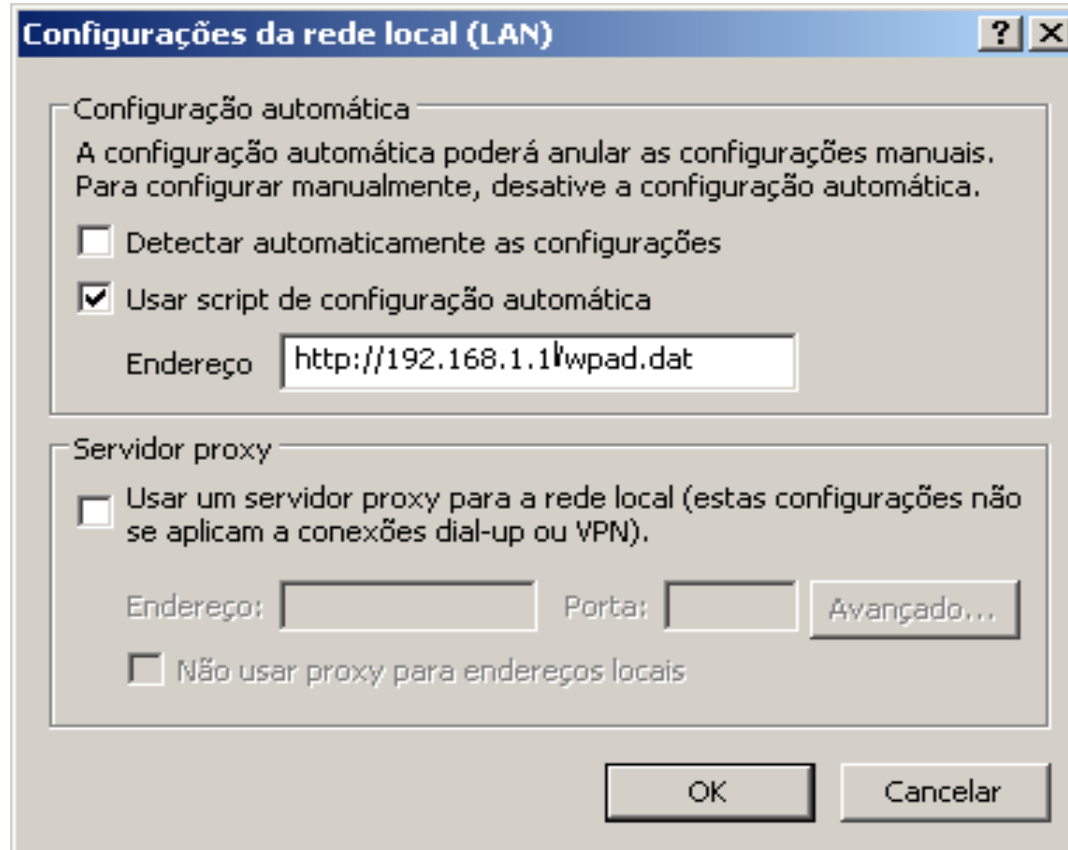 Configurações da rede local (LAN)
Configuração automática
A configuração automática poderá anular as configurações manuais.
Para configurar manualmente, desative a configuração automática.
Detectar automaticamente as configurações
Usar script de configuração automática
Endereço http://192.168.1.1/wpad.dat
Servidor proxy
Usar um servidor proxy para a rede local (estas configurações não
se aplicam a conexões dial-up ou VPN).
Endereço: Porta: Avançado...
Não usar proxy para endereços locais
OK Cancelar